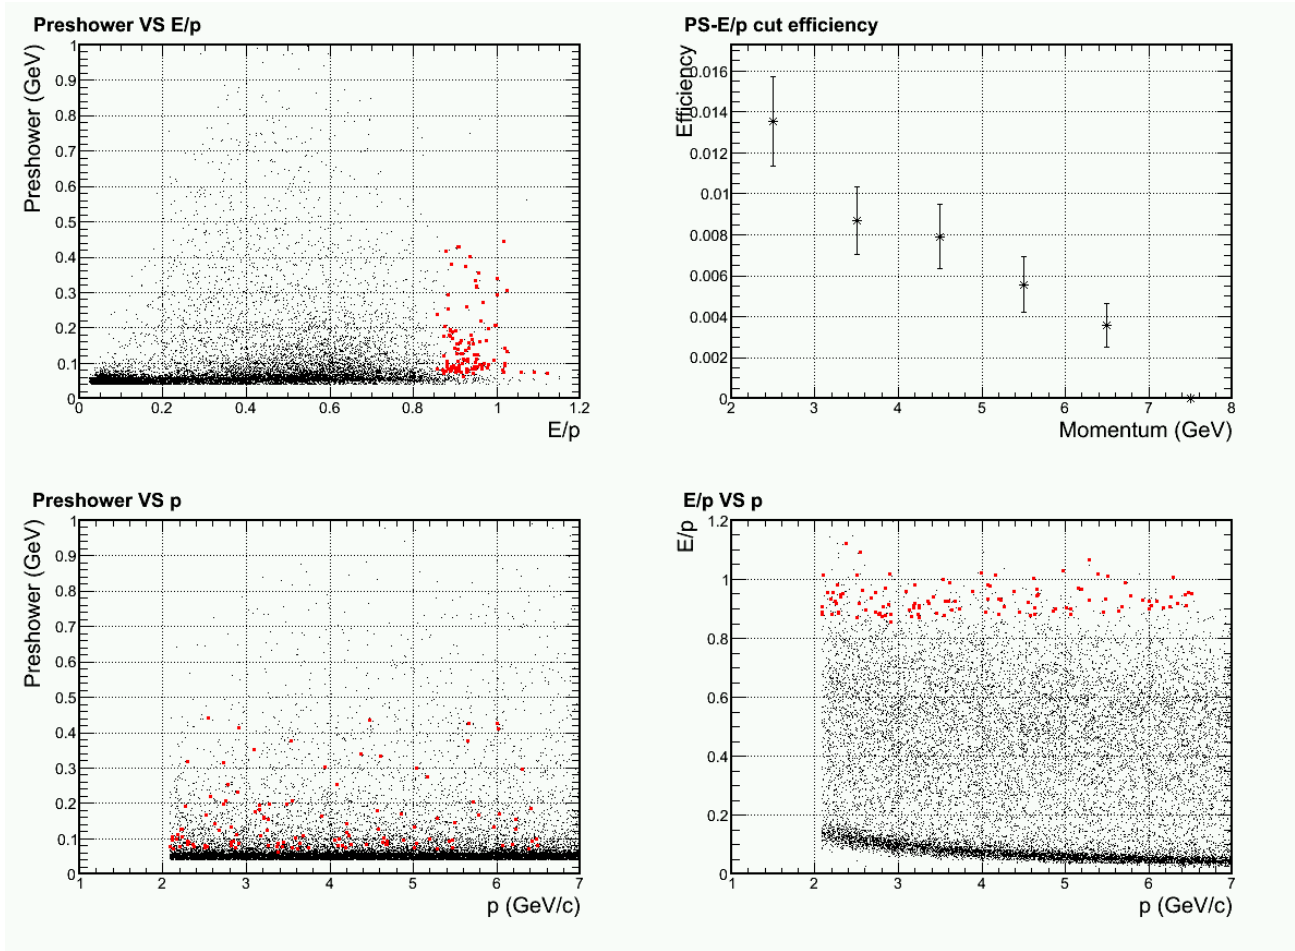 Preshower VS E/p
Preshower (GeV)
1
0.9
0.8
0.7
0.6
0.5
0.4
0.3
0.2
0.1
0
0 0.2 0.4 0.6 0.8 1 1.2
E/p
PS-E/p cut efficiency
Efficiency
0.016
0.014
0.012
0.01
0.008
0.006
0.004
0.002
0
2 3 4 5 6 7 8
Momentum (GeV)
Preshower VS p
Preshower (GeV)
1
0.9
0.8
0.7
0.6
0.5
0.4
0.3
0.2
0.1
0
1 2 3 4 5 6 7
p (GeV/c)
E/p VS p
E/p
1.2
1
0.8
0.6
0.4
0.2
0
1 2 3 4 5 6 7
p (GeV/c)